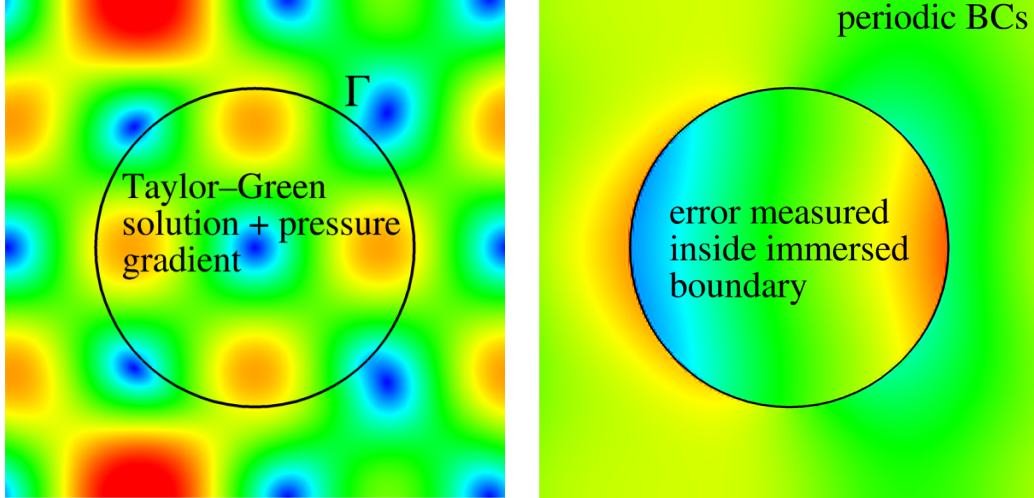 Γ
Taylor–Green
solution + pressure
gradient
periodic BCs
error measured
inside immersed
boundary